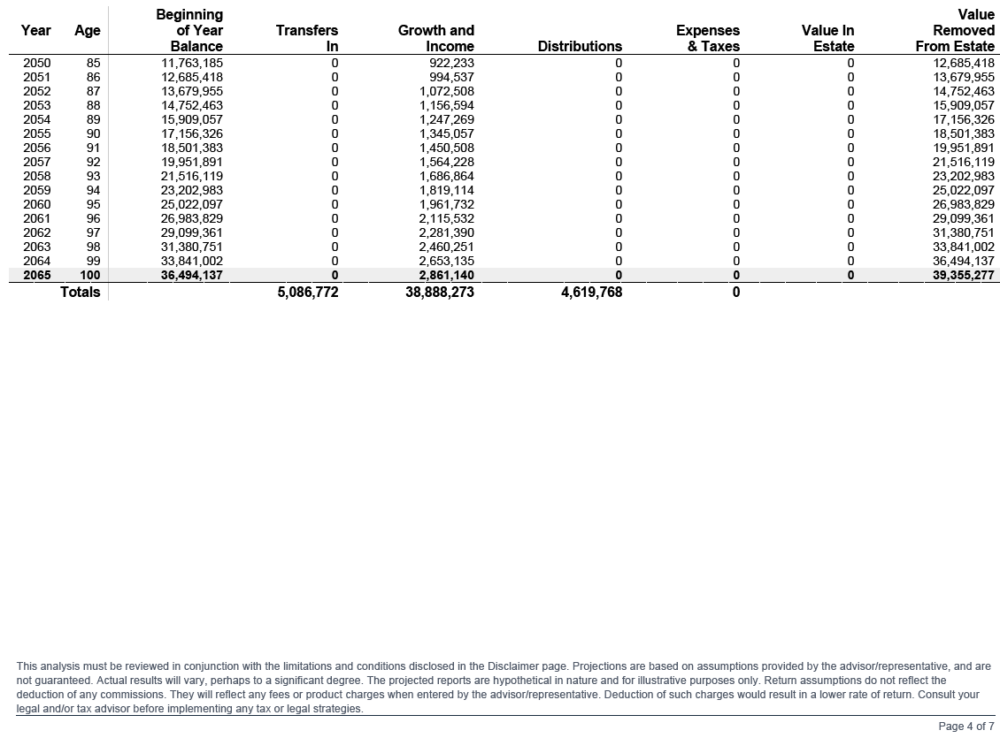 Year Age Beginning of Year Balance Transfers In Growth and Income Distributions Expenses & Taxes Value In Estate Value Removed From Estate
2050 85 11,763,185 0 922,233 0 0 0 12,685,418
2051 86 12,685,418 0 994,537 0 0 0 13,679,955
2052 87 13,679,955 0 1,072,508 0 0 0 14,752,463
2053 88 14,752,463 0 1,156,594 0 0 0 15,909,057
2054 89 15,909,057 0 1,247,269 0 0 0 17,156,326
2055 90 17,156,326 0 1,345,057 0 0 0 18,501,383
2056 91 18,501,383 0 1,450,508 0 0 0 19,951,891
2057 92 19,951,891 0 1,564,228 0 0 0 21,516,119
2058 93 21,516,119 0 1,686,864 0 0 0 23,202,983
2059 94 23,202,983 0 1,819,114 0 0 0 25,022,097
2060 95 25,022,097 0 1,961,732 0 0 0 26,983,829
2061 96 26,983,829 0 2,115,532 0 0 0 29,099,361
2062 97 29,099,361 0 2,281,390 0 0 0 31,380,751
2063 98 31,380,751 0 2,460,251 0 0 0 33,841,002
2064 99 33,841,002 0 2,653,135 0 0 0 36,494,137
2065 100 36,494,137 0 2,861,140 0 0 0 39,355,277
Totals 5,086,772 38,888,273 4,619,768 0
This analysis must be reviewed in conjunction with the limitations and conditions disclosed in the Disclaimer page. Projections are based on assumptions provided by the advisor/representative, and are
not guaranteed. Actual results will vary, perhaps to a significant degree. The projected reports are hypothetical in nature and for illustrative purposes only. Return assumptions do not reflect the
deduction of any commissions. They will reflect any fees or product charges when entered by the advisor/representative. Deduction of such charges would result in a lower rate of return. Consult your
legal and/or tax advisor before implementing any tax or legal strategies.
Page 4 of 7